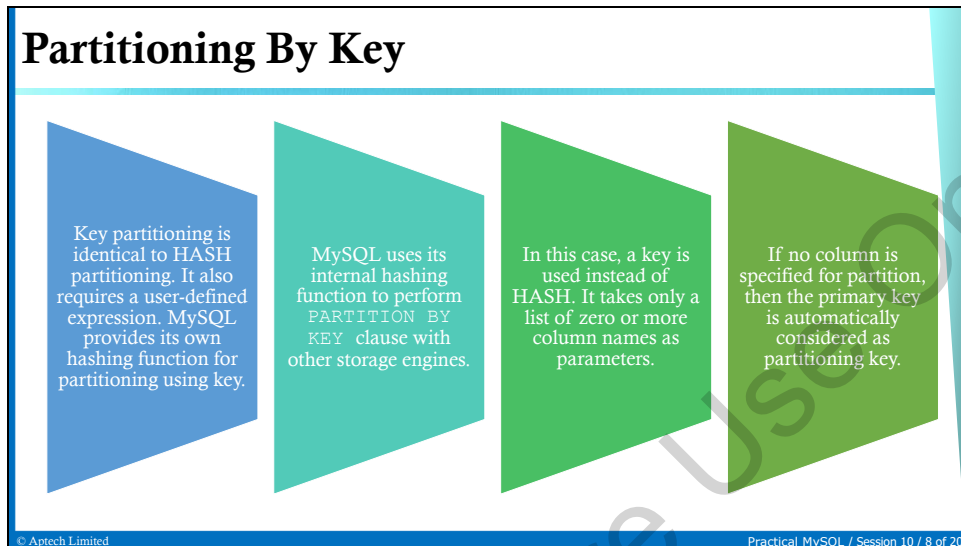 Partitioning By Key
Key partitioning is
identical to HASH
partitioning. It also
requires a user-defined
expression. MySQL
provides its own
hashing function for
partitioning using key.
MySQL uses its
internal hashing
function to perform
PARTITION BY
KEY clause with
other storage engines.
In this case, a key is
used instead of
HASH. It takes only a
list of zero or more
column names as
parameters.
If no column is
specified for partition,
then the primary key
is automatically
considered as
partitioning key.
Use
© Aptech Limited
Practical MySQL / Session 10 / 8 of 20